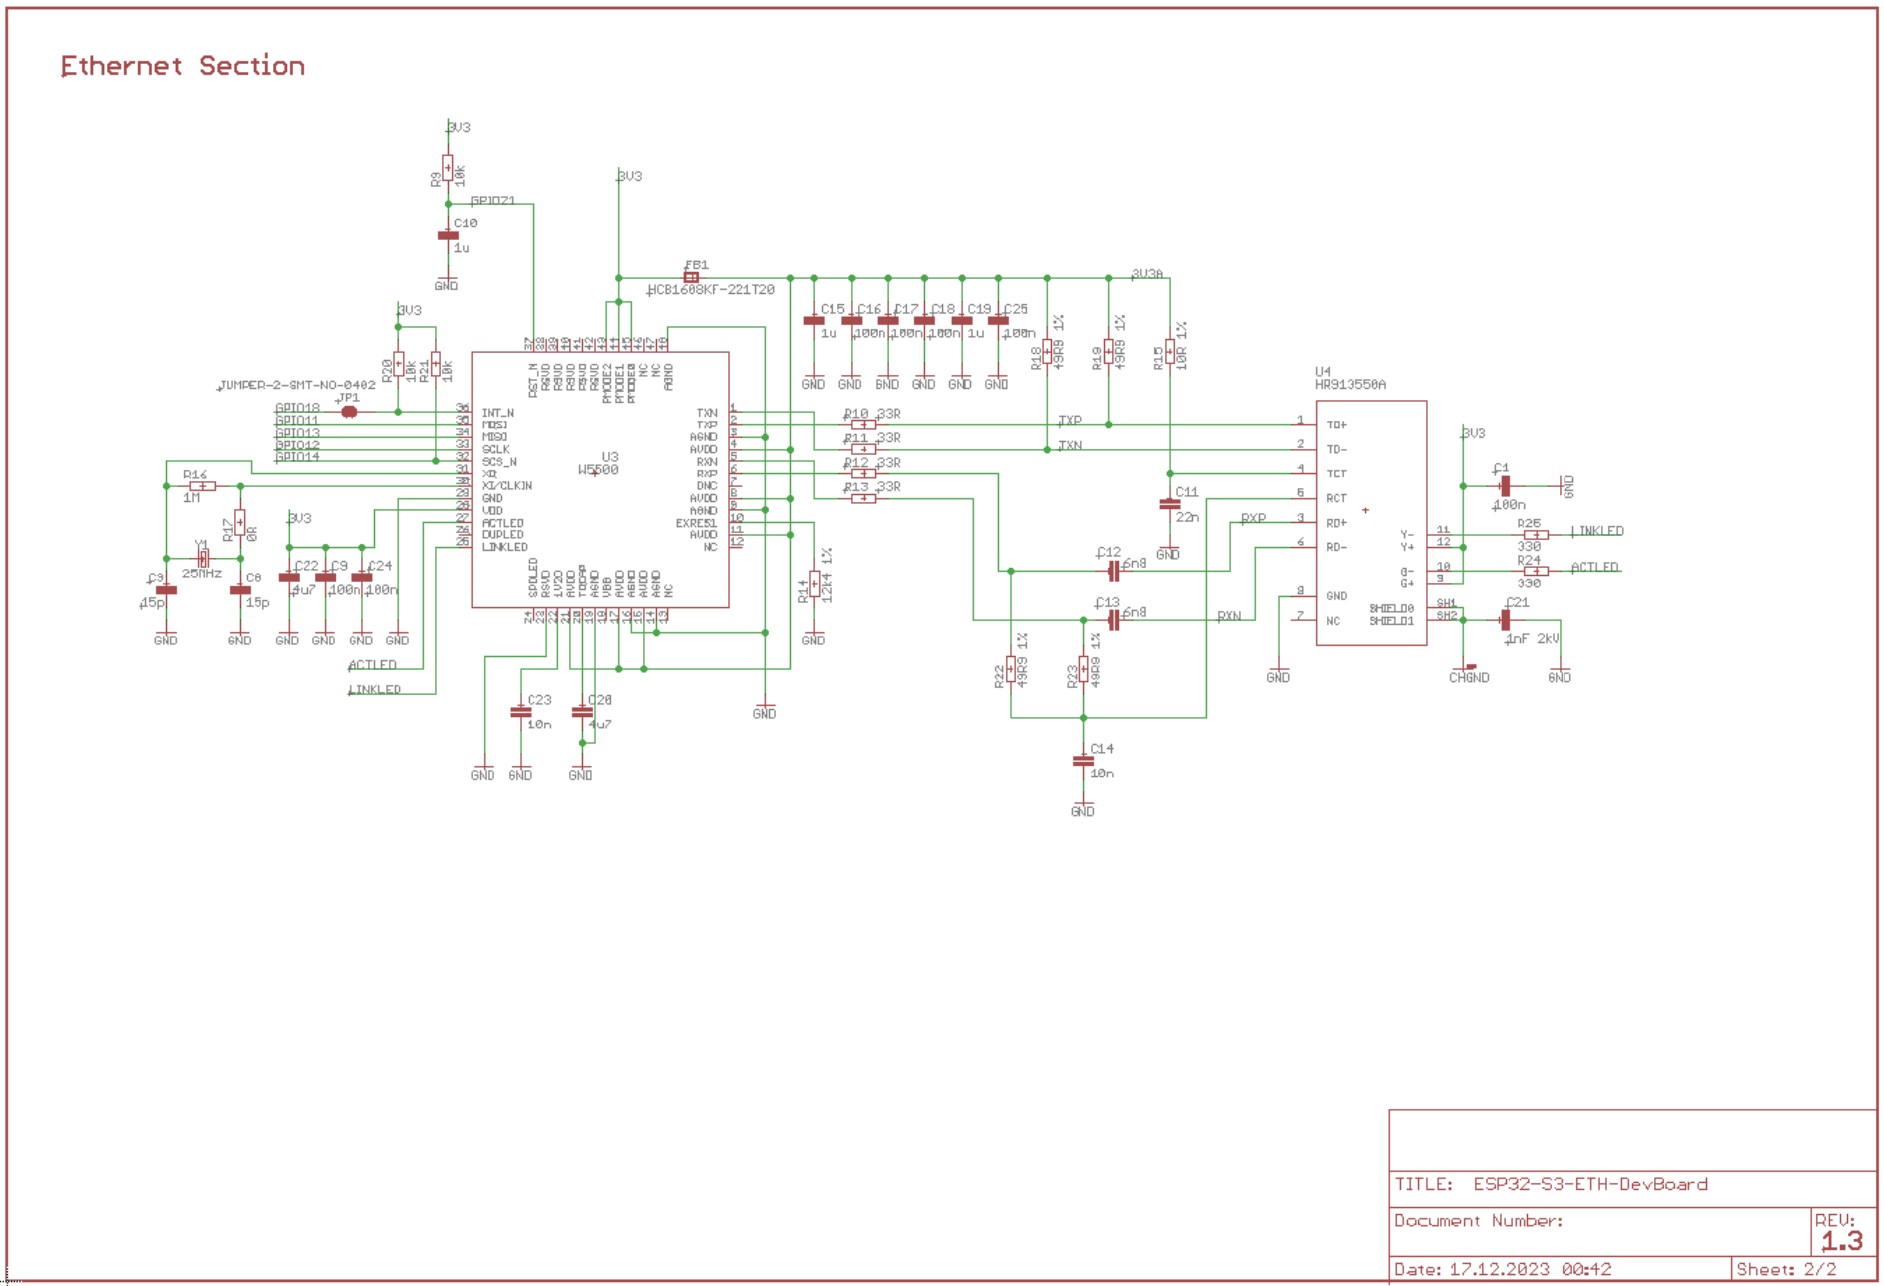 Ethernet Section
3V3
R9
10k
GPIO21
C10
1u
GND
3V3
FB1
HCB1608KF-221T20
3V3A
C15
1u
C16
100n
C17
100n
C18
100n
C19
1u
C25
100n
GND
GND
GND
GND
GND
GND
R18
49R9 1%
R19
49R9 1%
R15
10R 1%
3V3
R20
10k
R21
10k
JUMPER-2-SMT-NO-0402
JP1
GPIO18
GPIO11
GPIO13
GPIO12
GPIO14
R16
1M
R17
0R
Y1
25MHz
C8
15p
GND
GND
3V3
C22
4u7
C9
100n
C24
100n
GND
GND
GND
GND
ACTLED
LINKLED
37
38
39
40
41
42
43
44
45
46
47
48
RST_N
RSVD
RSVD
RSVD
RSVD
RSVD
PMODE2
PMODE1
PMODE0
NC
NC
AGND
36
35
34
33
32
31
30
29
28
27
26
25
INT_N
MOSI
MISO
SCLK
SCS_N
XO
XI/CLKIN
GND
VDD
ACTLED
DUPLED
LINKLED
U3
W5500
TXN
TXP
AGND
AVDD
RXN
RXP
DNC
AVDD
AGND
EXRES1
AVDD
NC
1
2
3
4
5
6
7
8
9
10
11
12
SPDLED
RSVD
1V2O
AVDD
TOCAP
AGND
VBG
AVDD
AGND
AVDD
AGND
NC
24
23
22
21
20
19
18
17
16
15
14
13
C23
10n
4u7
GND
GND
GND
GND
R14
12k4 1%
GND
R10 33R
R11 33R
R12 33R
R13 33R
TXP
TXN
C11
22n
GND
RXP
RXN
C12
6n8
C13
6n8
R22
49R9 1%
R23
49R9 1%
C14
10n
GND
U4
HR913550A
1
2
4
5
3
6
8
7
TD+
TD-
TCT
RCT
RD+
RD-
GND
NC
GND
Y-
Y+
G-
G+
SHIELD0
SHIELD1
11
12
10
9
SH1
SH2
3V3
C1
100n
GND
R25
330
LINKLED
R24
330
ACTLED
C21
1nF 2kV
CHGND
GND
TITLE: ESP32-S3-ETH-DevBoard
Document Number:
REV:
1.3
Date: 17.12.2023 00:42
Sheet: 2/2